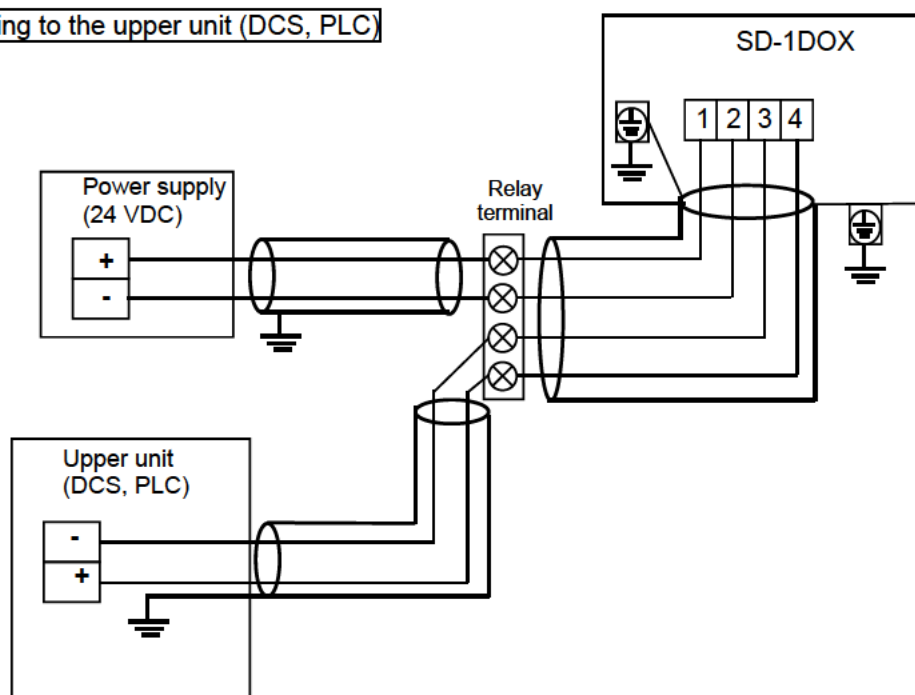 ing to the upper unit (DCS, PLC)
SD-1DOX
1 2 3 4
Power supply
(24 VDC)
+
-
Relay
terminal
Upper unit
(DCS, PLC)
-
+